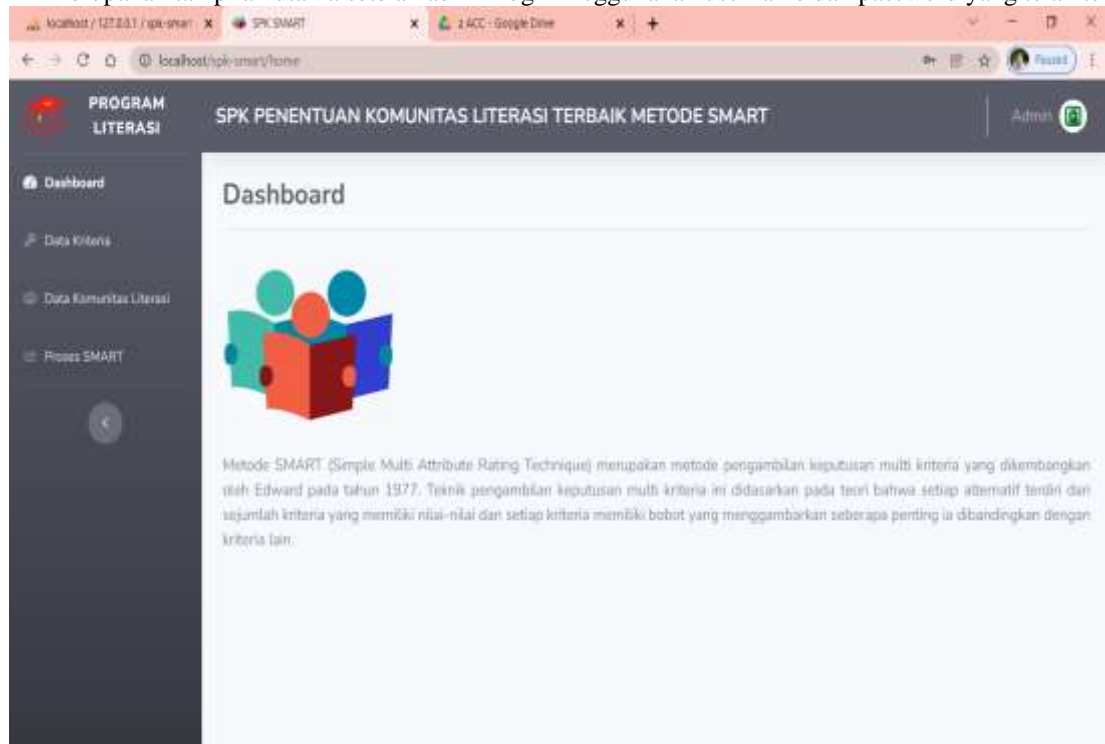 localhost / 127.0.0.1 / spk-smart
SPK SMART
z ACC - Google Drive
localhost/spk-smart/home
Paused
PROGRAM
LITERASI
SPK PENENTUAN KOMUNITAS LITERASI TERBAIK METODE SMART
Admin
Dashboard
Data Kriteria
Data Komunitas Literasi
Proses SMART
Dashboard
Metode SMART (Simple Multi Attribute Rating Technique) merupakan metode pengambilan keputusan multi kriteria yang dikembangkan
oleh Edward pada tahun 1977. Teknik pengambilan keputusan multi kriteria ini didasarkan pada teori bahwa setiap alternatif terdiri dari
sejumlah kriteria yang memiliki nilai-nilai dan setiap kriteria memiliki bobot yang menggambarkan seberapa penting ia dibandingkan dengan
kriteria lain.